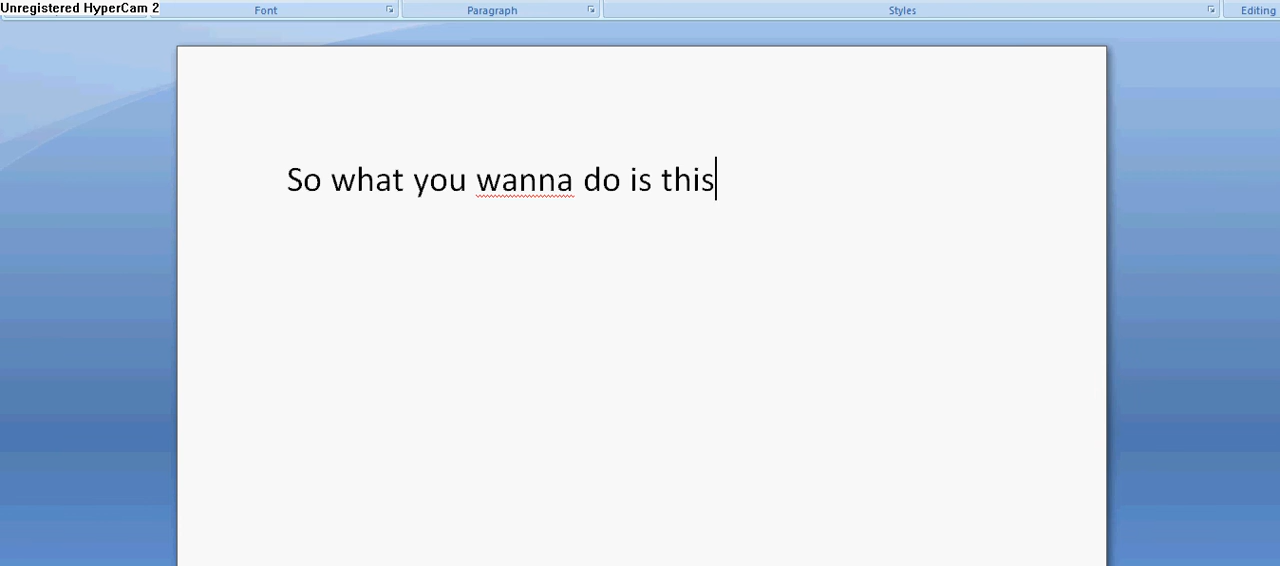 Unregistered HyperCam 2
Font Paragraph Styles Editing
So what you wanna do is this